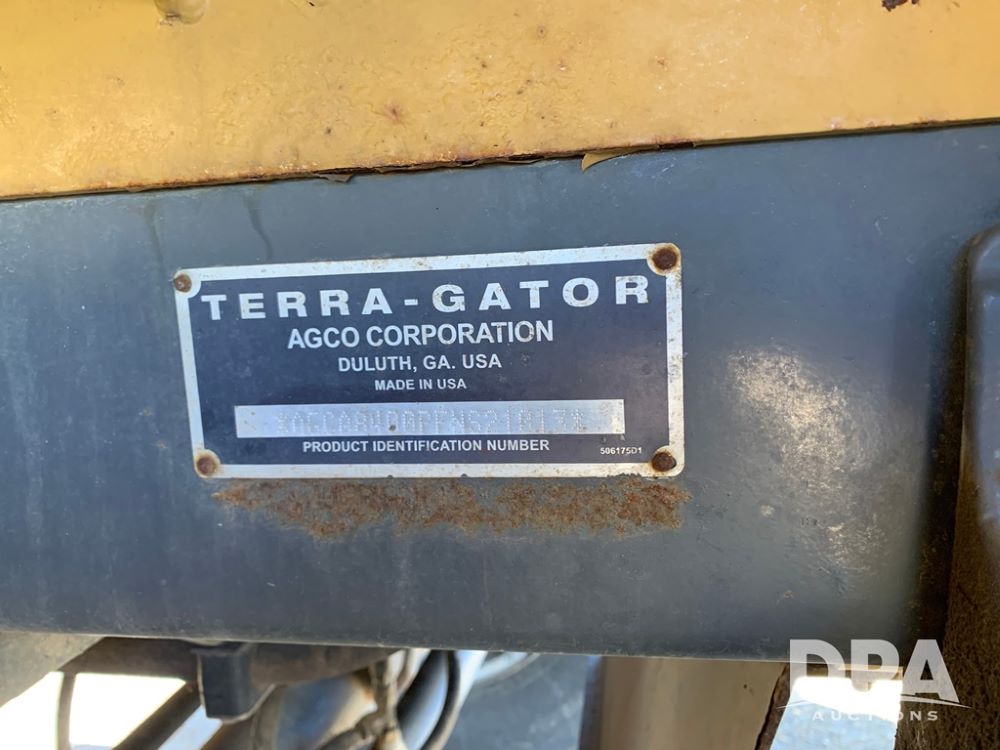 TERRA-GATOR
AGCO CORPORATION
DULUTH, GA. USA
MADE IN USA
PRODUCT IDENTIFICATION NUMBER
506175D1
DPA
AUCTIONS